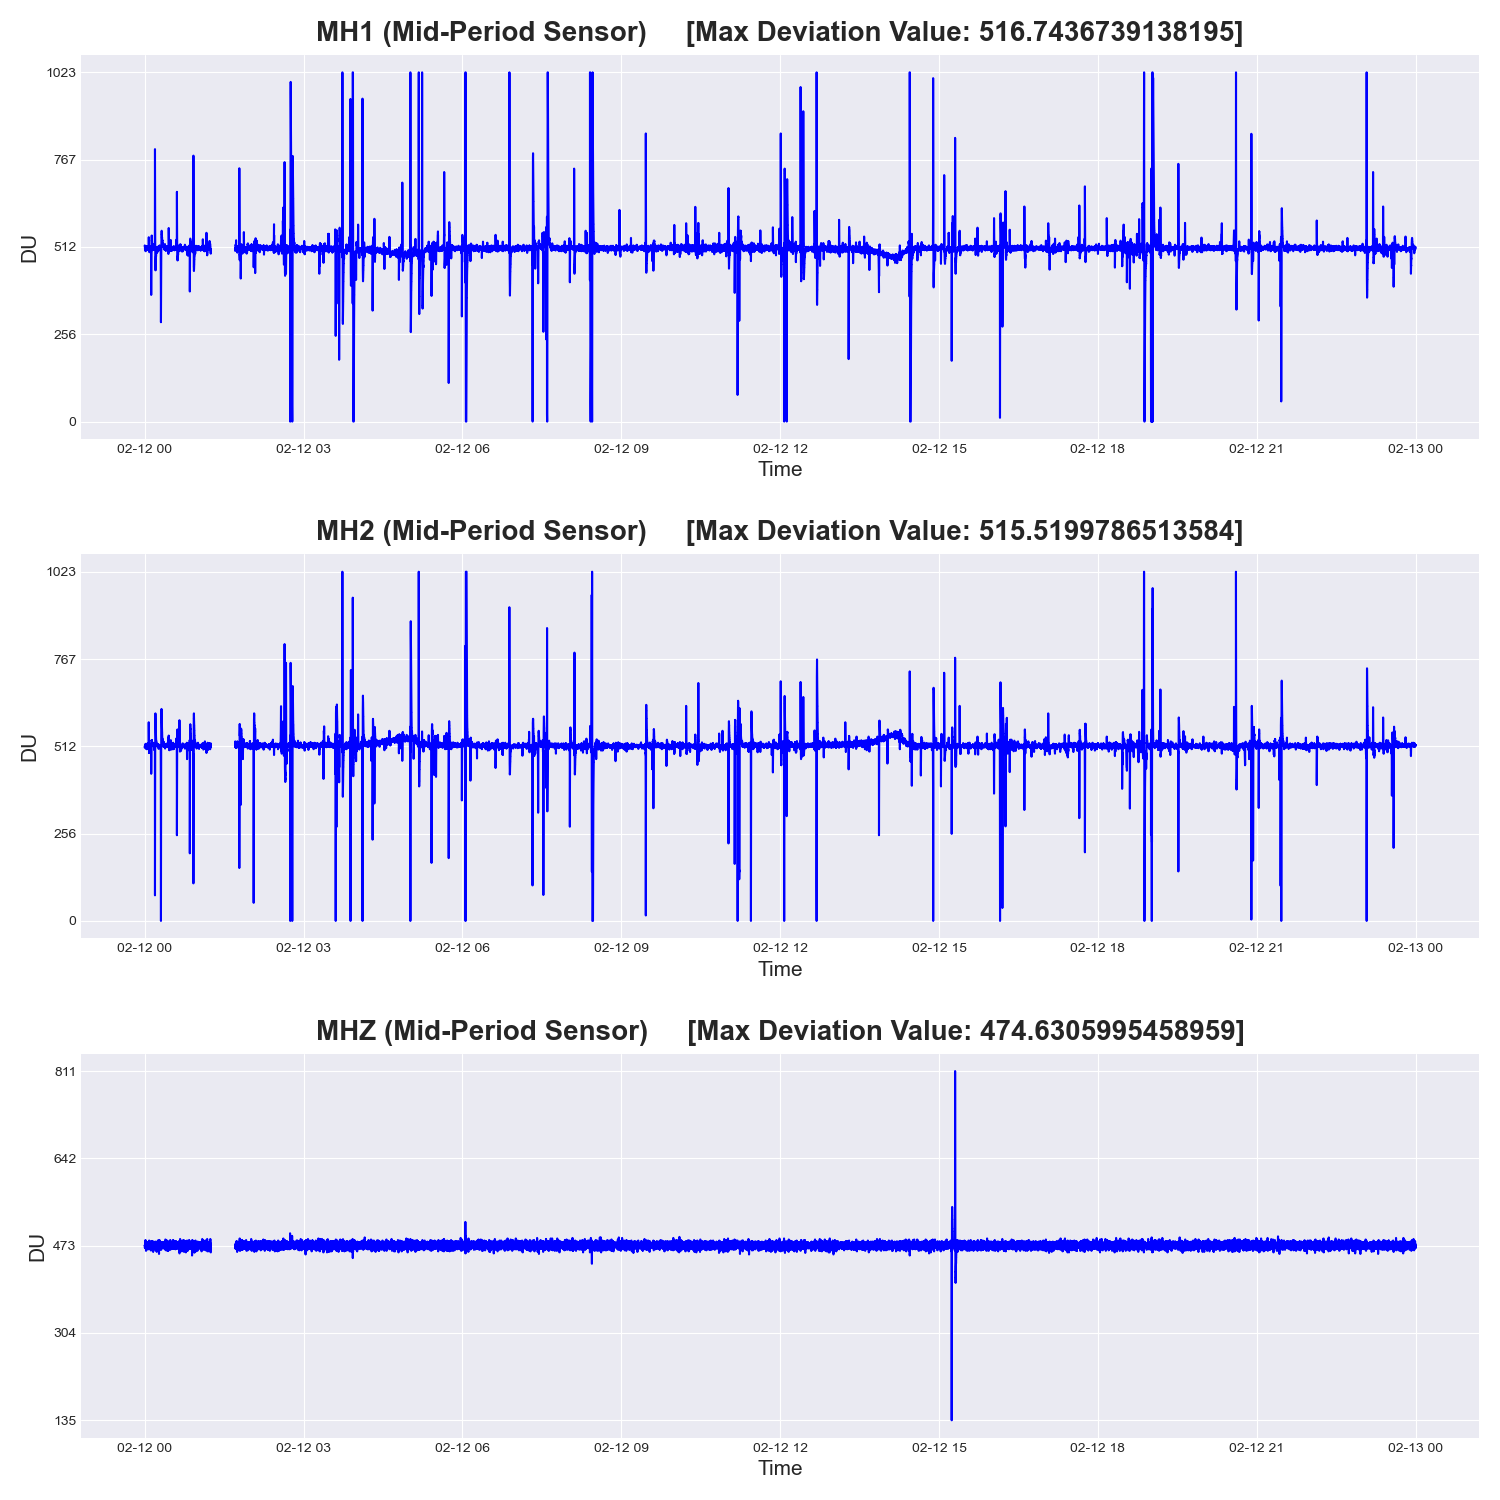 MH1 (Mid-Period Sensor) [Max Deviation Value: 516.7436739138195]
1023
767
512
256
0
DU
02-12 00 02-12 03 02-12 06 02-12 09 02-12 12 02-12 15 02-12 18 02-12 21 02-13 00
Time
MH2 (Mid-Period Sensor) [Max Deviation Value: 515.5199786513584]
1023
767
512
256
0
DU
02-12 00 02-12 03 02-12 06 02-12 09 02-12 12 02-12 15 02-12 18 02-12 21 02-13 00
Time
MHZ (Mid-Period Sensor) [Max Deviation Value: 474.6305995458959]
811
642
473
304
135
DU
02-12 00 02-12 03 02-12 06 02-12 09 02-12 12 02-12 15 02-12 18 02-12 21 02-13 00
Time